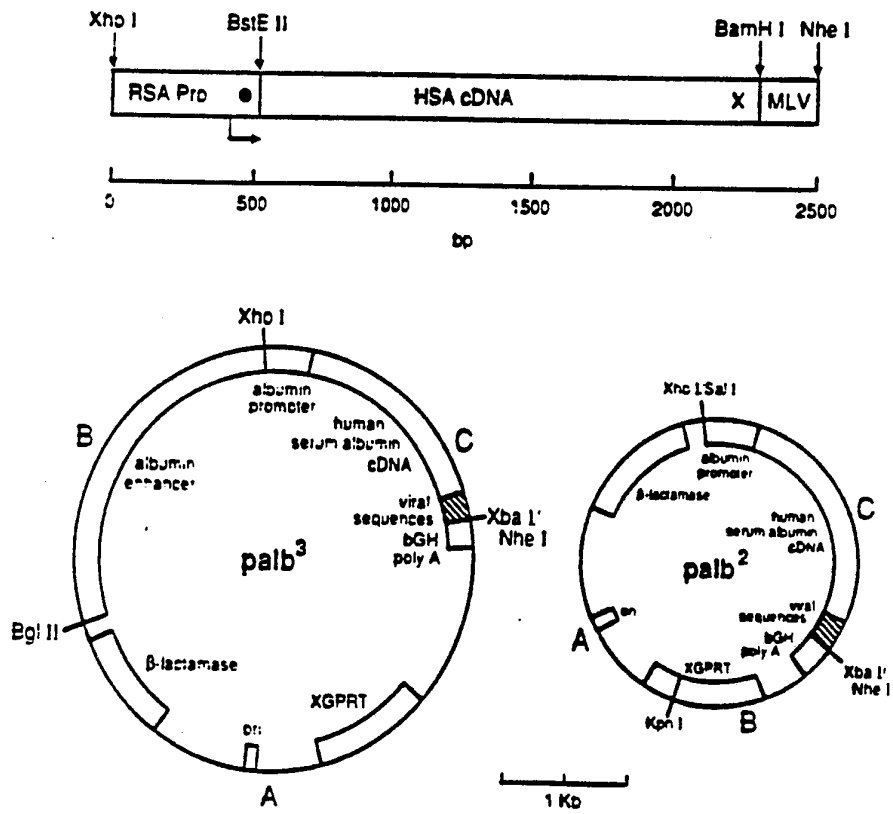 Xho I BstE II BamH I Nhe I
RSA Pro HSA cDNA X MLV
0 500 1000 1500 2000 2500
bp
Xho I
albumin
promoter
human
serum albumin
cDNA
B
C
albumin
enhancer
viral
sequences
Xba I'
Nhe I
bGH
poly A
palb3
Bgl II
β-lactamase
XGPRT
ori
A
Xho I'Sal I
albumin
promoter
β-lactamase
C
human
serum albumin
cDNA
palb2
ori
A
viral
sequences
bGH
poly A
XGPRT
Xba I'
Nhe I
Kpn I
B
1 Kb